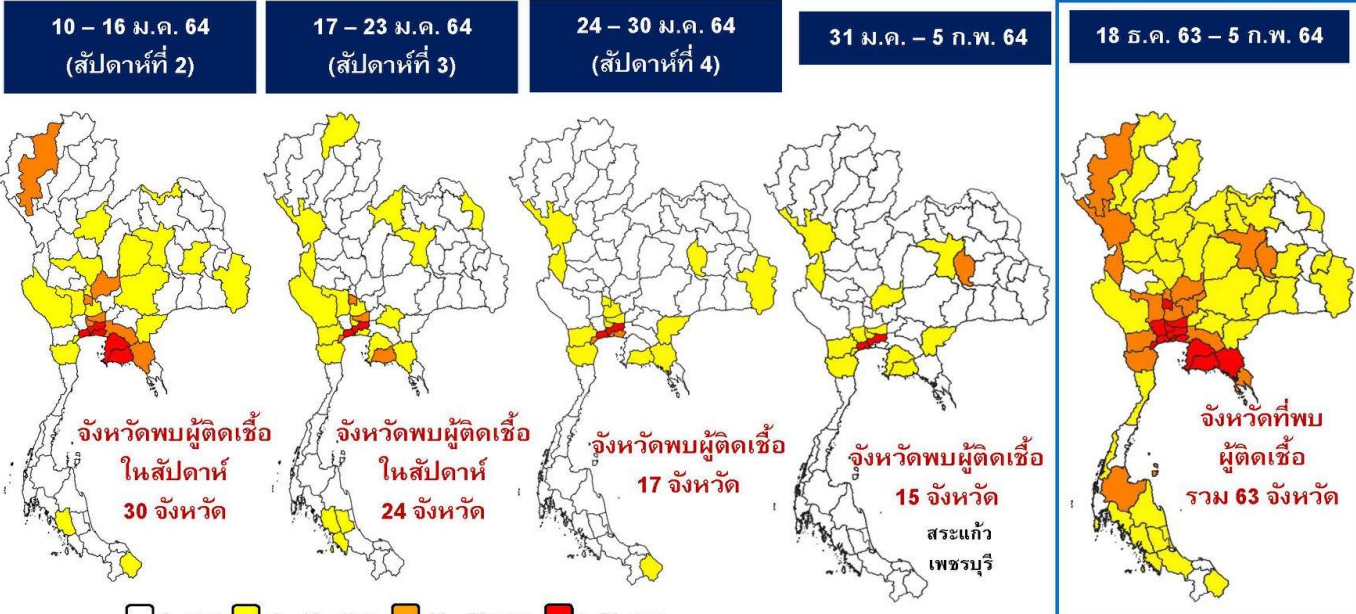 10 – 16 ม.ค. 64
(สัปดาห์ที่ 2)
17 – 23 ม.ค. 64
(สัปดาห์ที่ 3)
24 – 30 ม.ค. 64
(สัปดาห์ที่ 4)
31 ม.ค. – 5 ก.พ. 64
18 ธ.ค. 63 – 5 ก.พ. 64
จังหวัดพบผู้ติดเชื้อ
ในสัปดาห์
30 จังหวัด
จังหวัดพบผู้ติดเชื้อ
ในสัปดาห์
24 จังหวัด
จังหวัดพบผู้ติดเชื้อ
17 จังหวัด
จังหวัดพบผู้ติดเชื้อ
15 จังหวัด
สระแก้ว
เพชรบุรี
จังหวัดที่พบ
ผู้ติดเชื้อ
รวม 63 จังหวัด